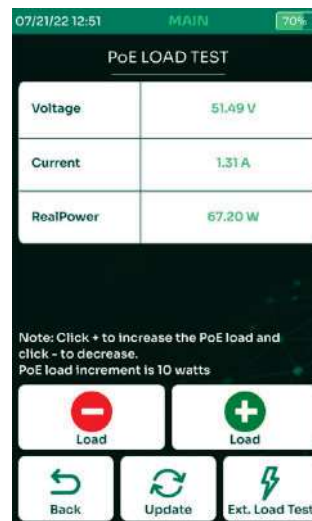 07/21/22 12:51 MAIN 70%
PoE LOAD TEST
Voltage 51.49 V
Current 1.31 A
RealPower 67.20 W
Note: Click + to increase the PoE load and
click - to decrease.
PoE load increment is 10 watts
Load Load
Back Update Ext. Load Test